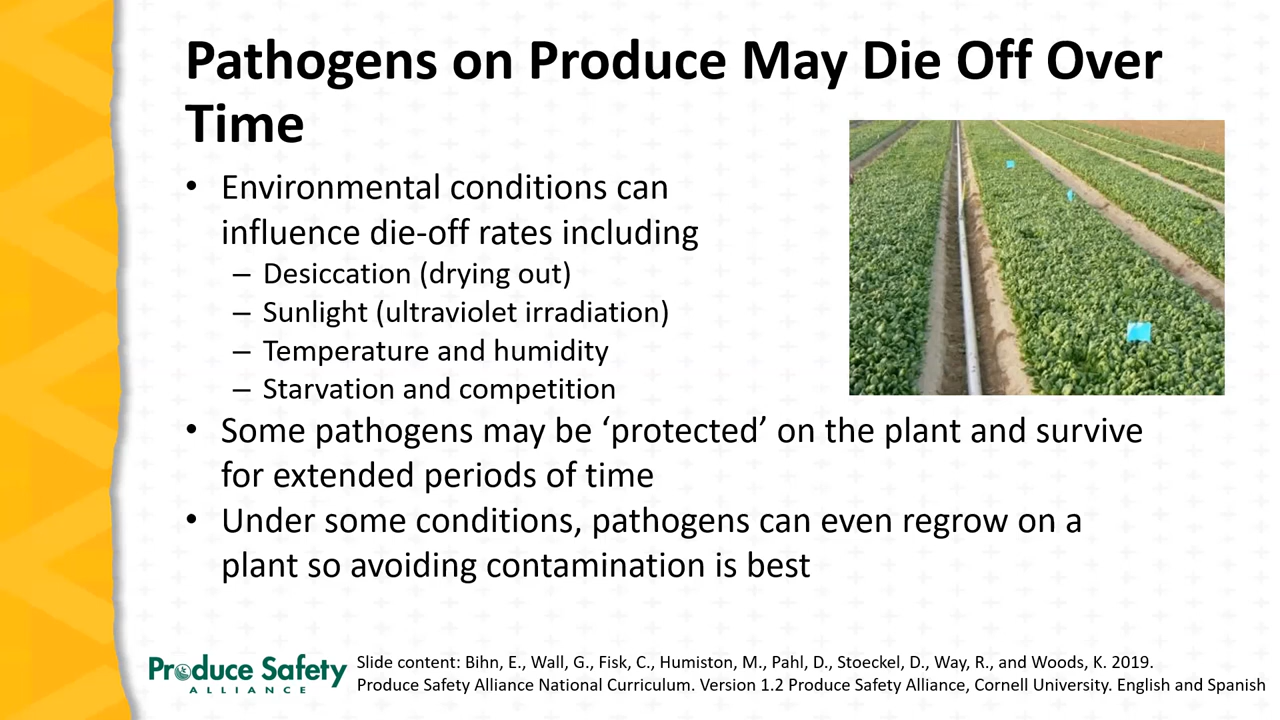 Pathogens on Produce May Die Off Over
Time
• Environmental conditions can
influence die-off rates including
– Desiccation (drying out)
– Sunlight (ultraviolet irradiation)
– Temperature and humidity
– Starvation and competition
• Some pathogens may be ‘protected’ on the plant and survive
for extended periods of time
• Under some conditions, pathogens can even regrow on a
plant so avoiding contamination is best
Produce Safety
ALLIANCE
Slide content: Bihn, E., Wall, G., Fisk, C., Humiston, M., Pahl, D., Stoeckel, D., Way, R., and Woods, K. 2019.
Produce Safety Alliance National Curriculum. Version 1.2 Produce Safety Alliance, Cornell University. English and Spanish